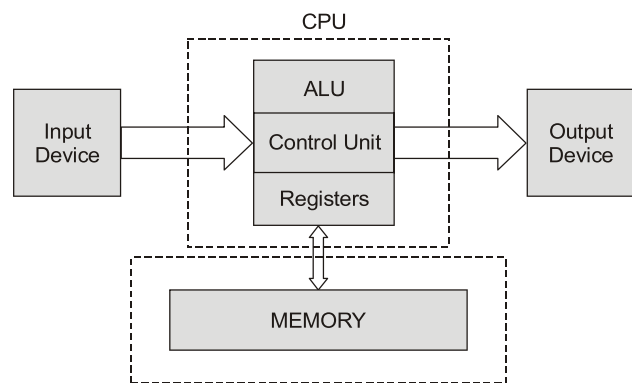 CPU
ALU
Input
Device
Control Unit
Output
Device
Registers
MEMORY